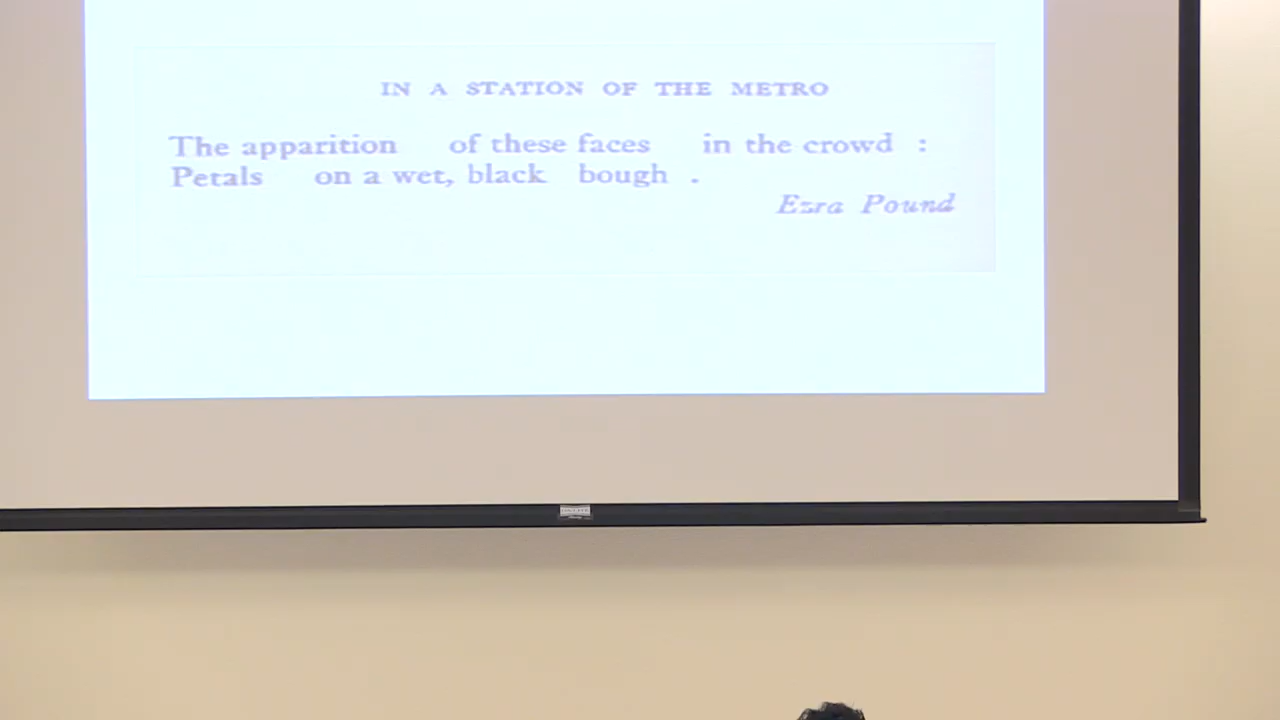 IN A STATION OF THE METRO
The apparition of these faces in the crowd :
Petals on a wet, black bough .
Ezra Pound